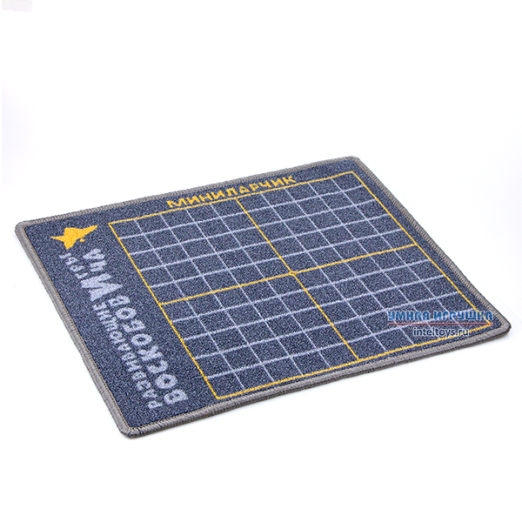 МИНИЛАРЧИК
РАЗВИВАЮЩИЕ ИГРЫ
ВОСКОБОВИЧА
УМНАЯ ИГРУШКА
inteltoys.ru